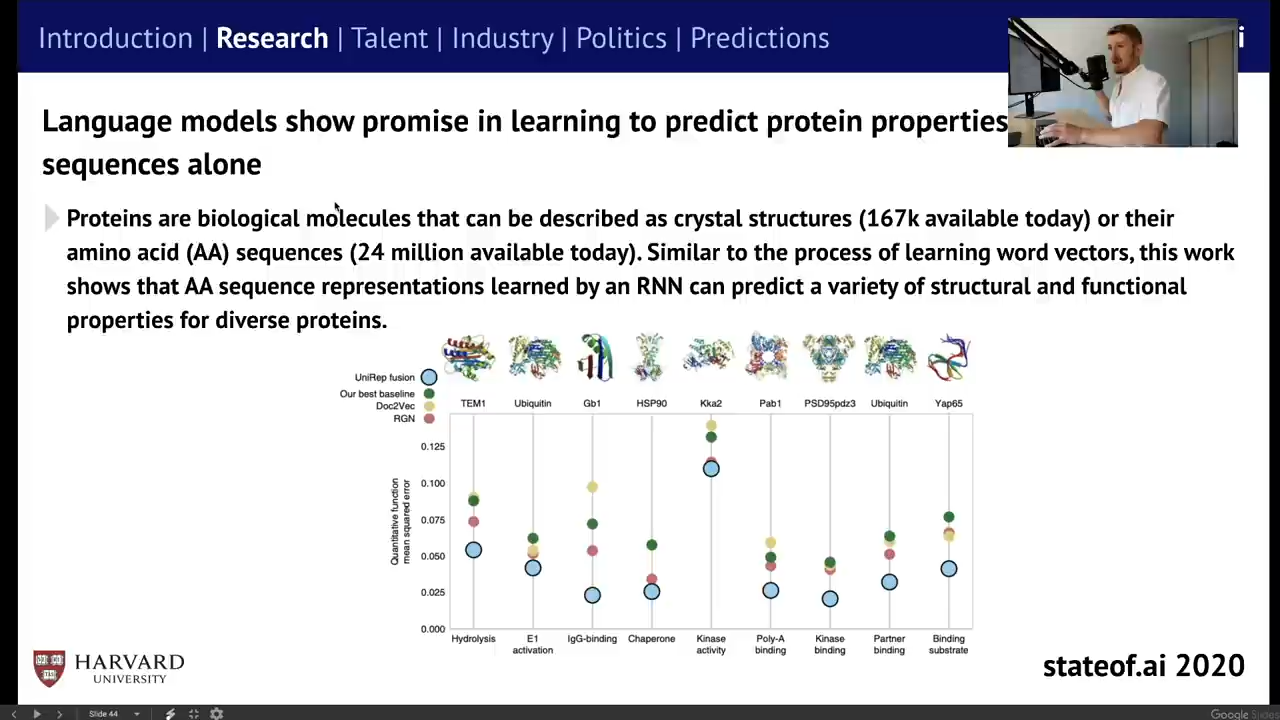 Introduction | Research | Talent | Industry | Politics | Predictions
i
Language models show promise in learning to predict protein properties
sequences alone
Proteins are biological molecules that can be described as crystal structures (167k available today) or their
amino acid (AA) sequences (24 million available today). Similar to the process of learning word vectors, this work
shows that AA sequence representations learned by an RNN can predict a variety of structural and functional
properties for diverse proteins.
UniRep fusion
Our best baseline
Doc2Vec
RGN
TEM1 Ubiquitin Gb1 HSP90 Kka2 Pab1 PSD95pdz3 Ubiquitin Yap65
0.125
0.100
0.075
0.050
0.025
0.000
Quantitative function
mean squared error
Hydrolysis E1 IgG-binding Chaperone Kinase Poly-A Kinase Partner Binding
activation activity binding binding binding substrate
HARVARD
UNIVERSITY
stateof.ai 2020
Slide 44
Google Slides